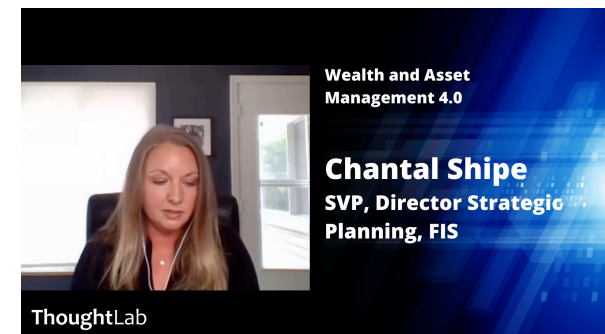 Wealth and Asset
Management 4.0
Chantal Shipe
SVP, Director Strategic
Planning, FIS
ThoughtLab